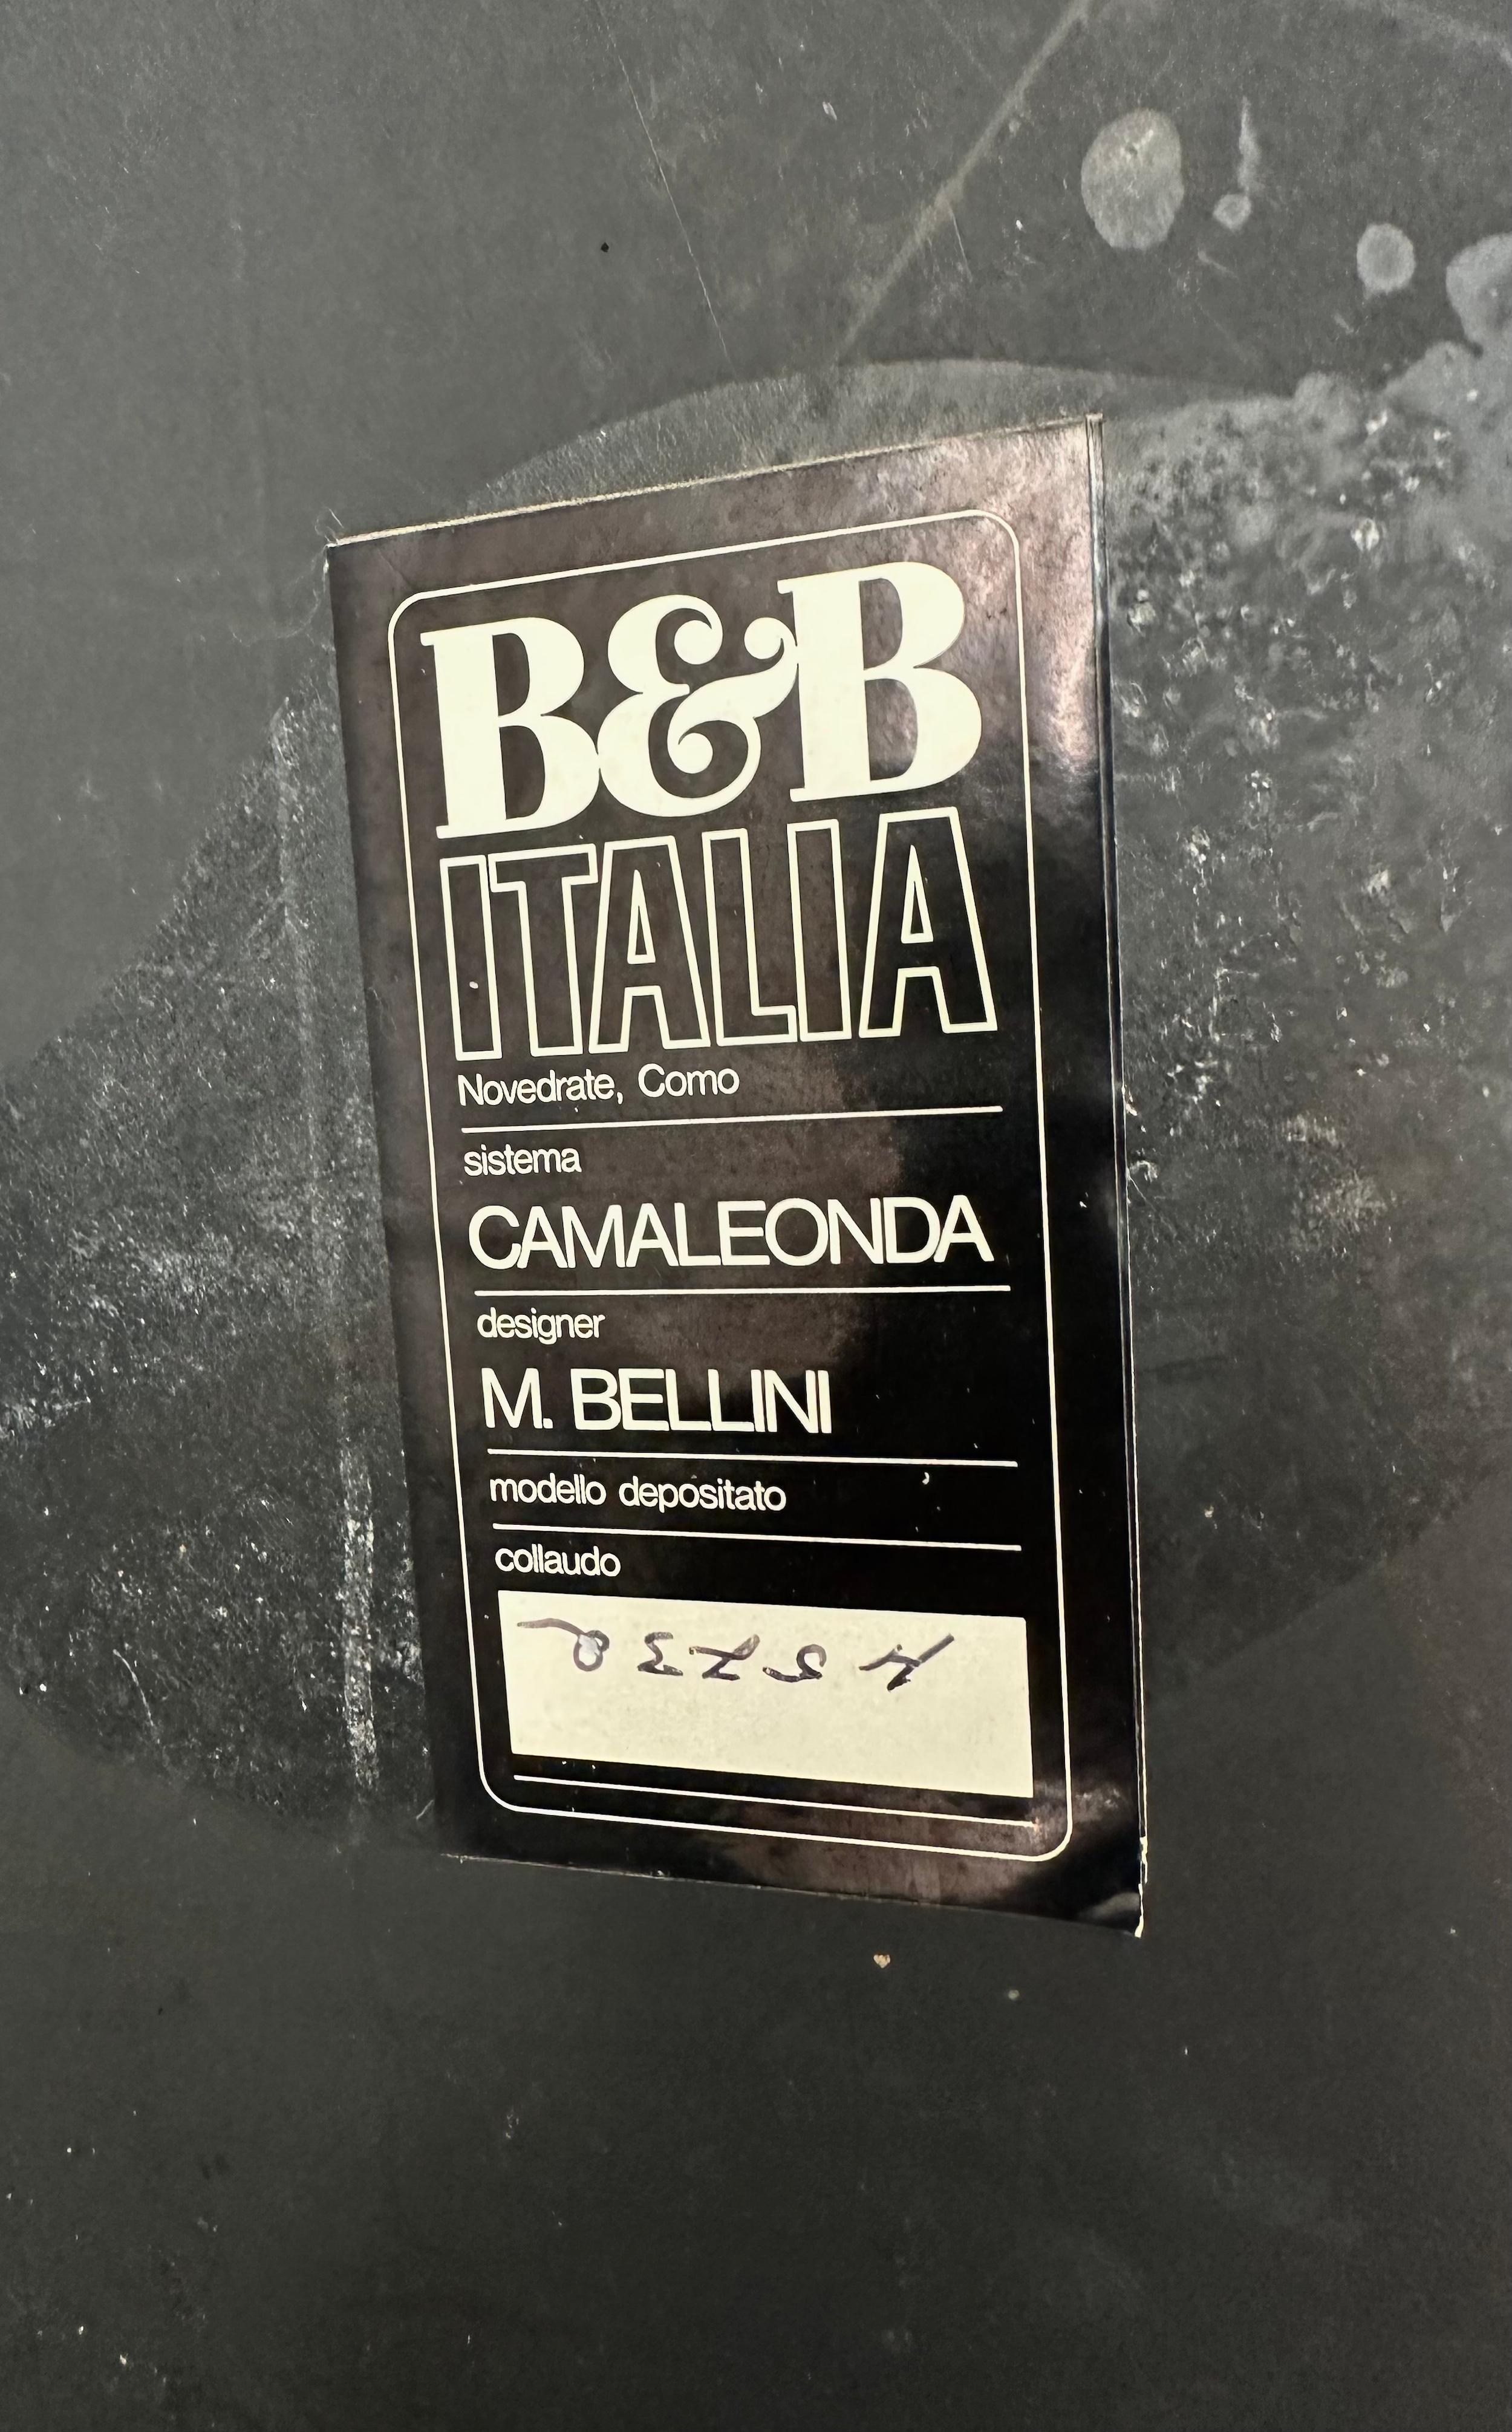 B&B
ITALIA
Novedrate, Como
sistema
CAMALEONDA
designer
M. BELLINI
modello depositato
collaudo